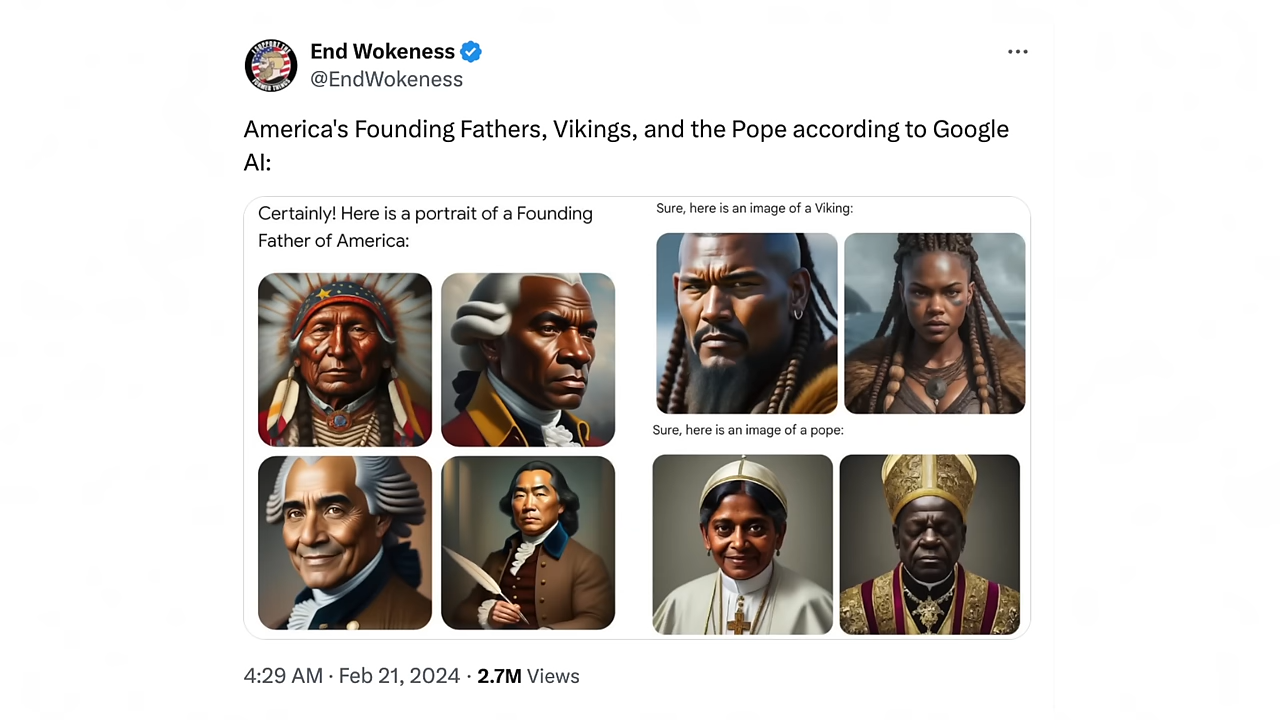 End Wokeness
@EndWokeness
America's Founding Fathers, Vikings, and the Pope according to Google
AI:
Certainly! Here is a portrait of a Founding
Father of America:
Sure, here is an image of a Viking:
Sure, here is an image of a pope:
4:29 AM · Feb 21, 2024 · 2.7M Views